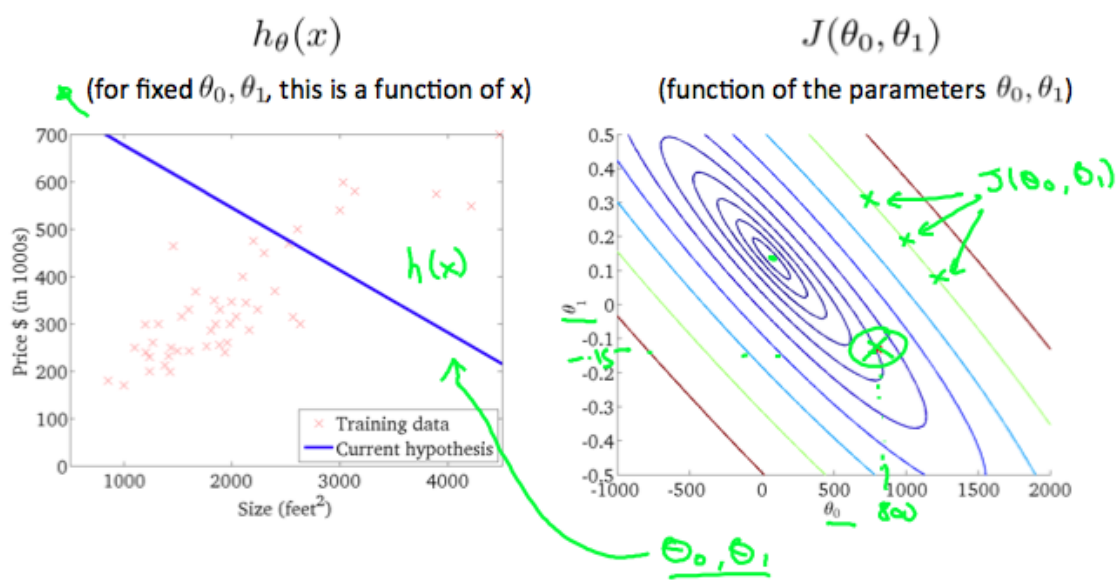 hθ(x)
(for fixed θ0, θ1, this is a function of x)
700
600
500
400
300
200
100
0
Price $ (in 1000s)
h(x)
Training data
Current hypothesis
1000
2000
3000
4000
Size (feet²)
θ0, θ1
J(θ0, θ1)
(function of the parameters θ0, θ1)
0.5
0.4
0.3
0.2
0.1
0
-0.1
-0.2
-0.3
-0.4
-0.5
θ1
-.15
J(θ0, θ1)
-1000
-500
0
500
1000
1500
2000
θ0
800